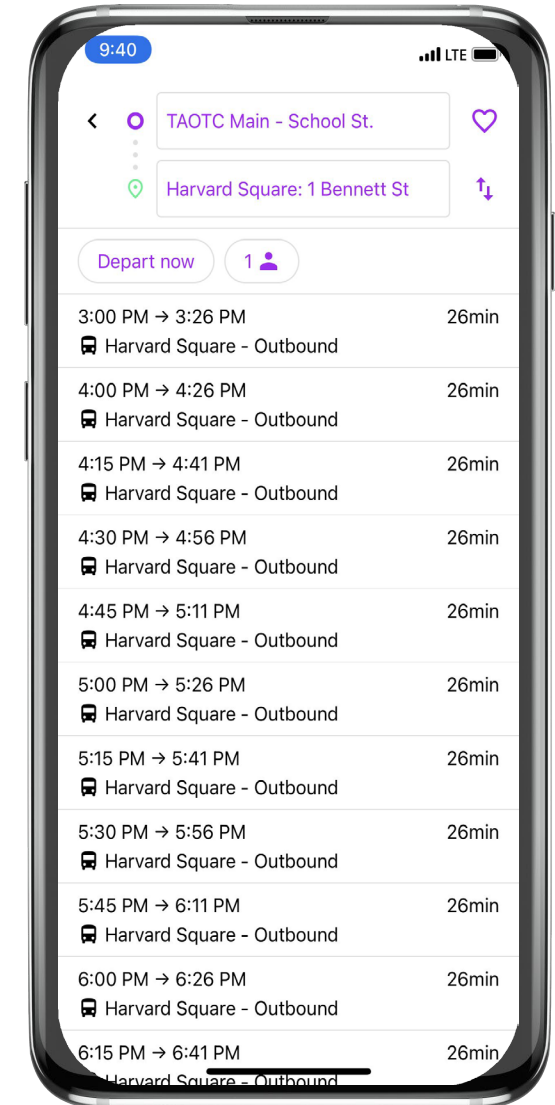 9:40
LTE
TAOTC Main - School St.
Harvard Square: 1 Bennett St
Depart now
1
3:00 PM → 3:26 PM 26min
Harvard Square - Outbound
4:00 PM → 4:26 PM 26min
Harvard Square - Outbound
4:15 PM → 4:41 PM 26min
Harvard Square - Outbound
4:30 PM → 4:56 PM 26min
Harvard Square - Outbound
4:45 PM → 5:11 PM 26min
Harvard Square - Outbound
5:00 PM → 5:26 PM 26min
Harvard Square - Outbound
5:15 PM → 5:41 PM 26min
Harvard Square - Outbound
5:30 PM → 5:56 PM 26min
Harvard Square - Outbound
5:45 PM → 6:11 PM 26min
Harvard Square - Outbound
6:00 PM → 6:26 PM 26min
Harvard Square - Outbound
6:15 PM → 6:41 PM 26min
Harvard Square - Outbound